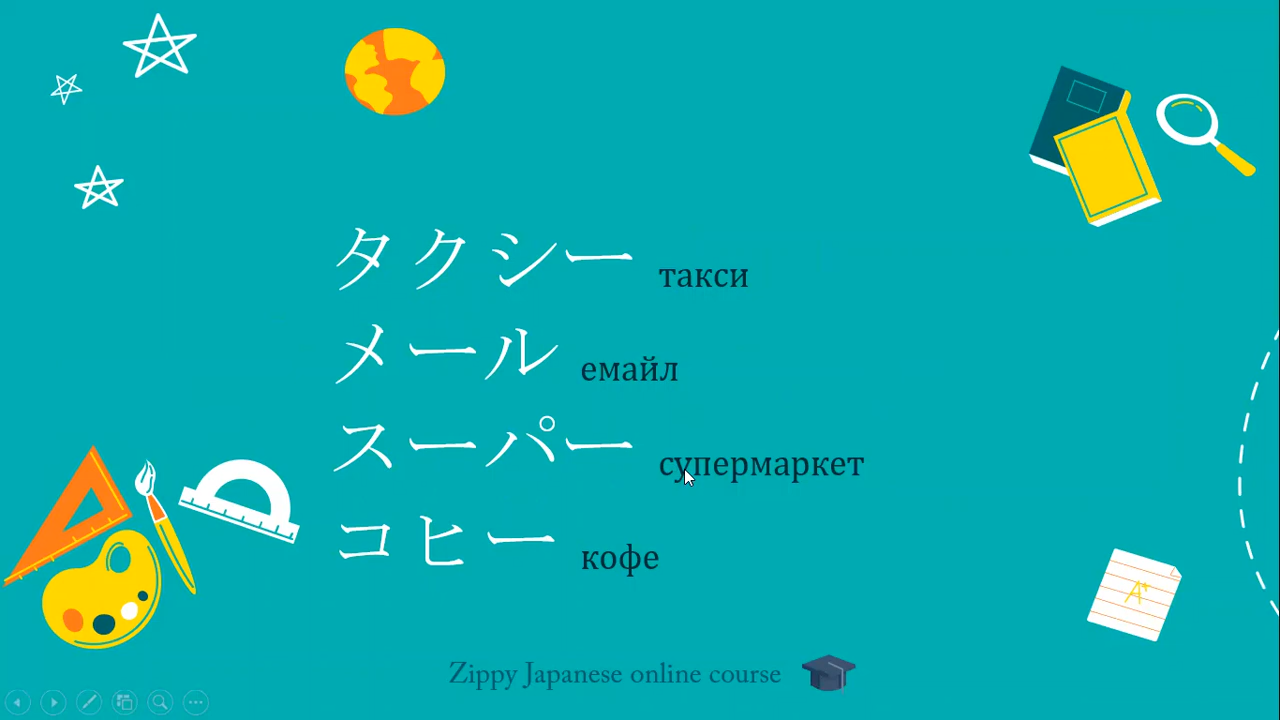 タクシー такси
メール емайл
スーパー супермаркет
コヒー кофе
A+
Zippy Japanese online course